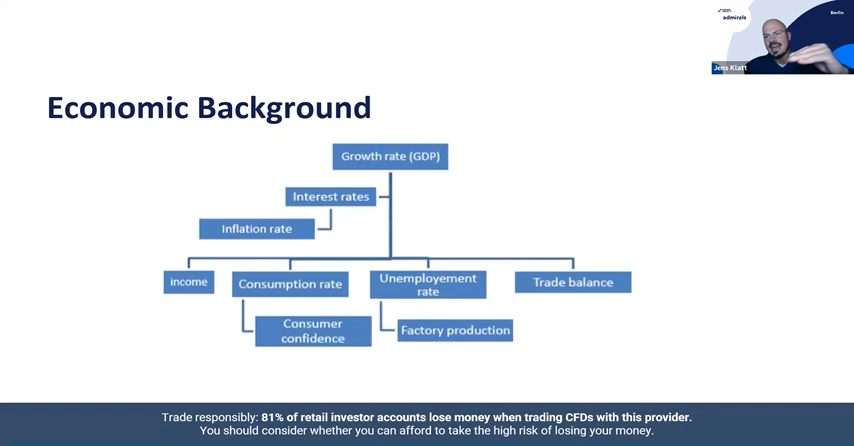 admirals
Berlin
Jens Klatt
Economic Background
Growth rate (GDP)
Interest rates
Inflation rate
income
Consumption rate
Unemployement
rate
Trade balance
Consumer
confidence
Factory production
Trade responsibly: 81% of retail investor accounts lose money when trading CFDs with this provider.
You should consider whether you can afford to take the high risk of losing your money.